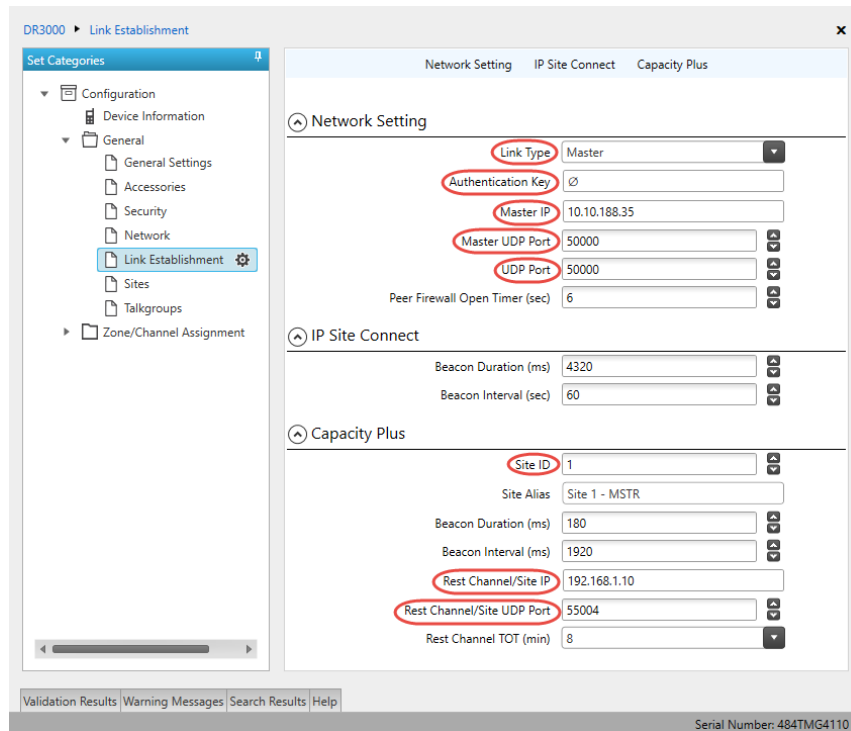 DR3000 Link Establishment
x
Set Categories
Configuration
Device Information
General
General Settings
Accessories
Security
Network
Link Establishment
Sites
Talkgroups
Zone/Channel Assignment
Network Setting IP Site Connect Capacity Plus
Network Setting
Link Type Master
Authentication Key ∅
Master IP 10.10.188.35
Master UDP Port 50000
UDP Port 50000
Peer Firewall Open Timer (sec) 6
IP Site Connect
Beacon Duration (ms) 4320
Beacon Interval (sec) 60
Capacity Plus
Site ID 1
Site Alias Site 1 - MSTR
Beacon Duration (ms) 180
Beacon Interval (ms) 1920
Rest Channel/Site IP 192.168.1.10
Rest Channel/Site UDP Port 55004
Rest Channel TOT (min) 8
Validation Results Warning Messages Search Results Help
Serial Number: 484TMG4110